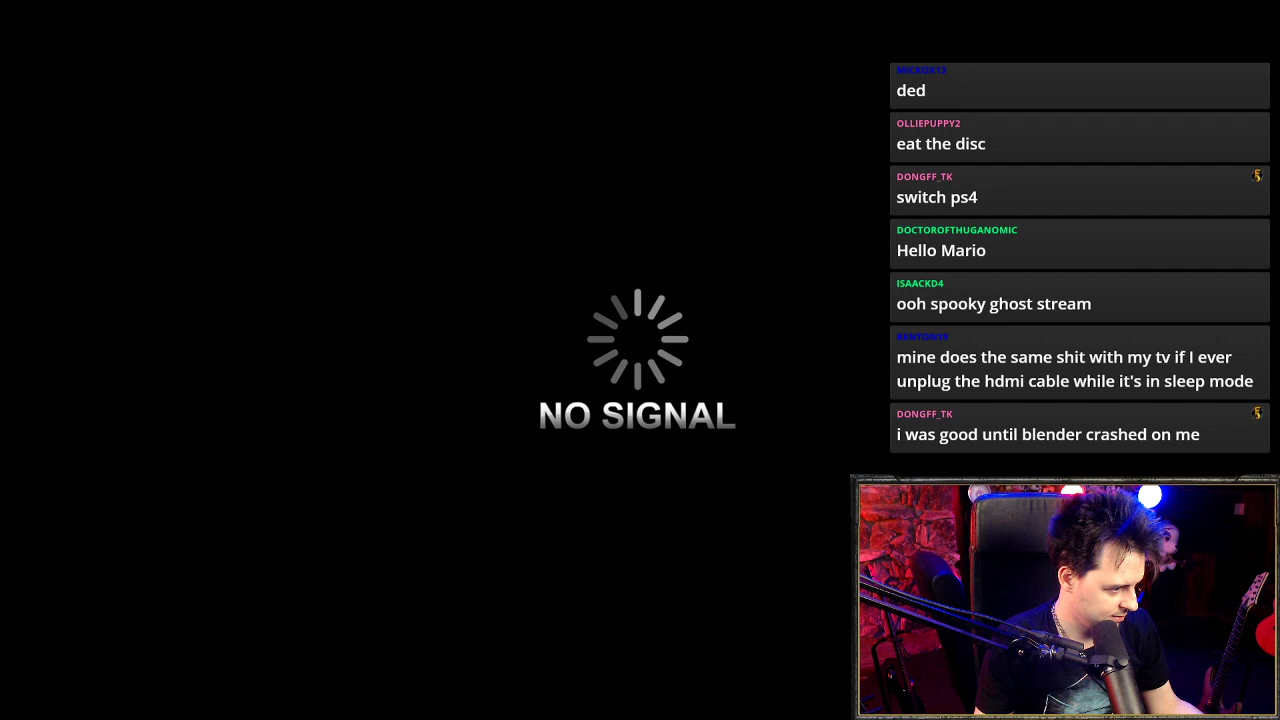 MICKOX13
ded
OLLIEPUPPY2
eat the disc
DONGFF_TK
switch ps4
DOCTOROFTHUGANOMIC
Hello Mario
ISAACKD4
ooh spooky ghost stream
KENTON19
mine does the same shit with my tv if I ever
unplug the hdmi cable while it's in sleep mode
DONGFF_TK
i was good until blender crashed on me
NO SIGNAL